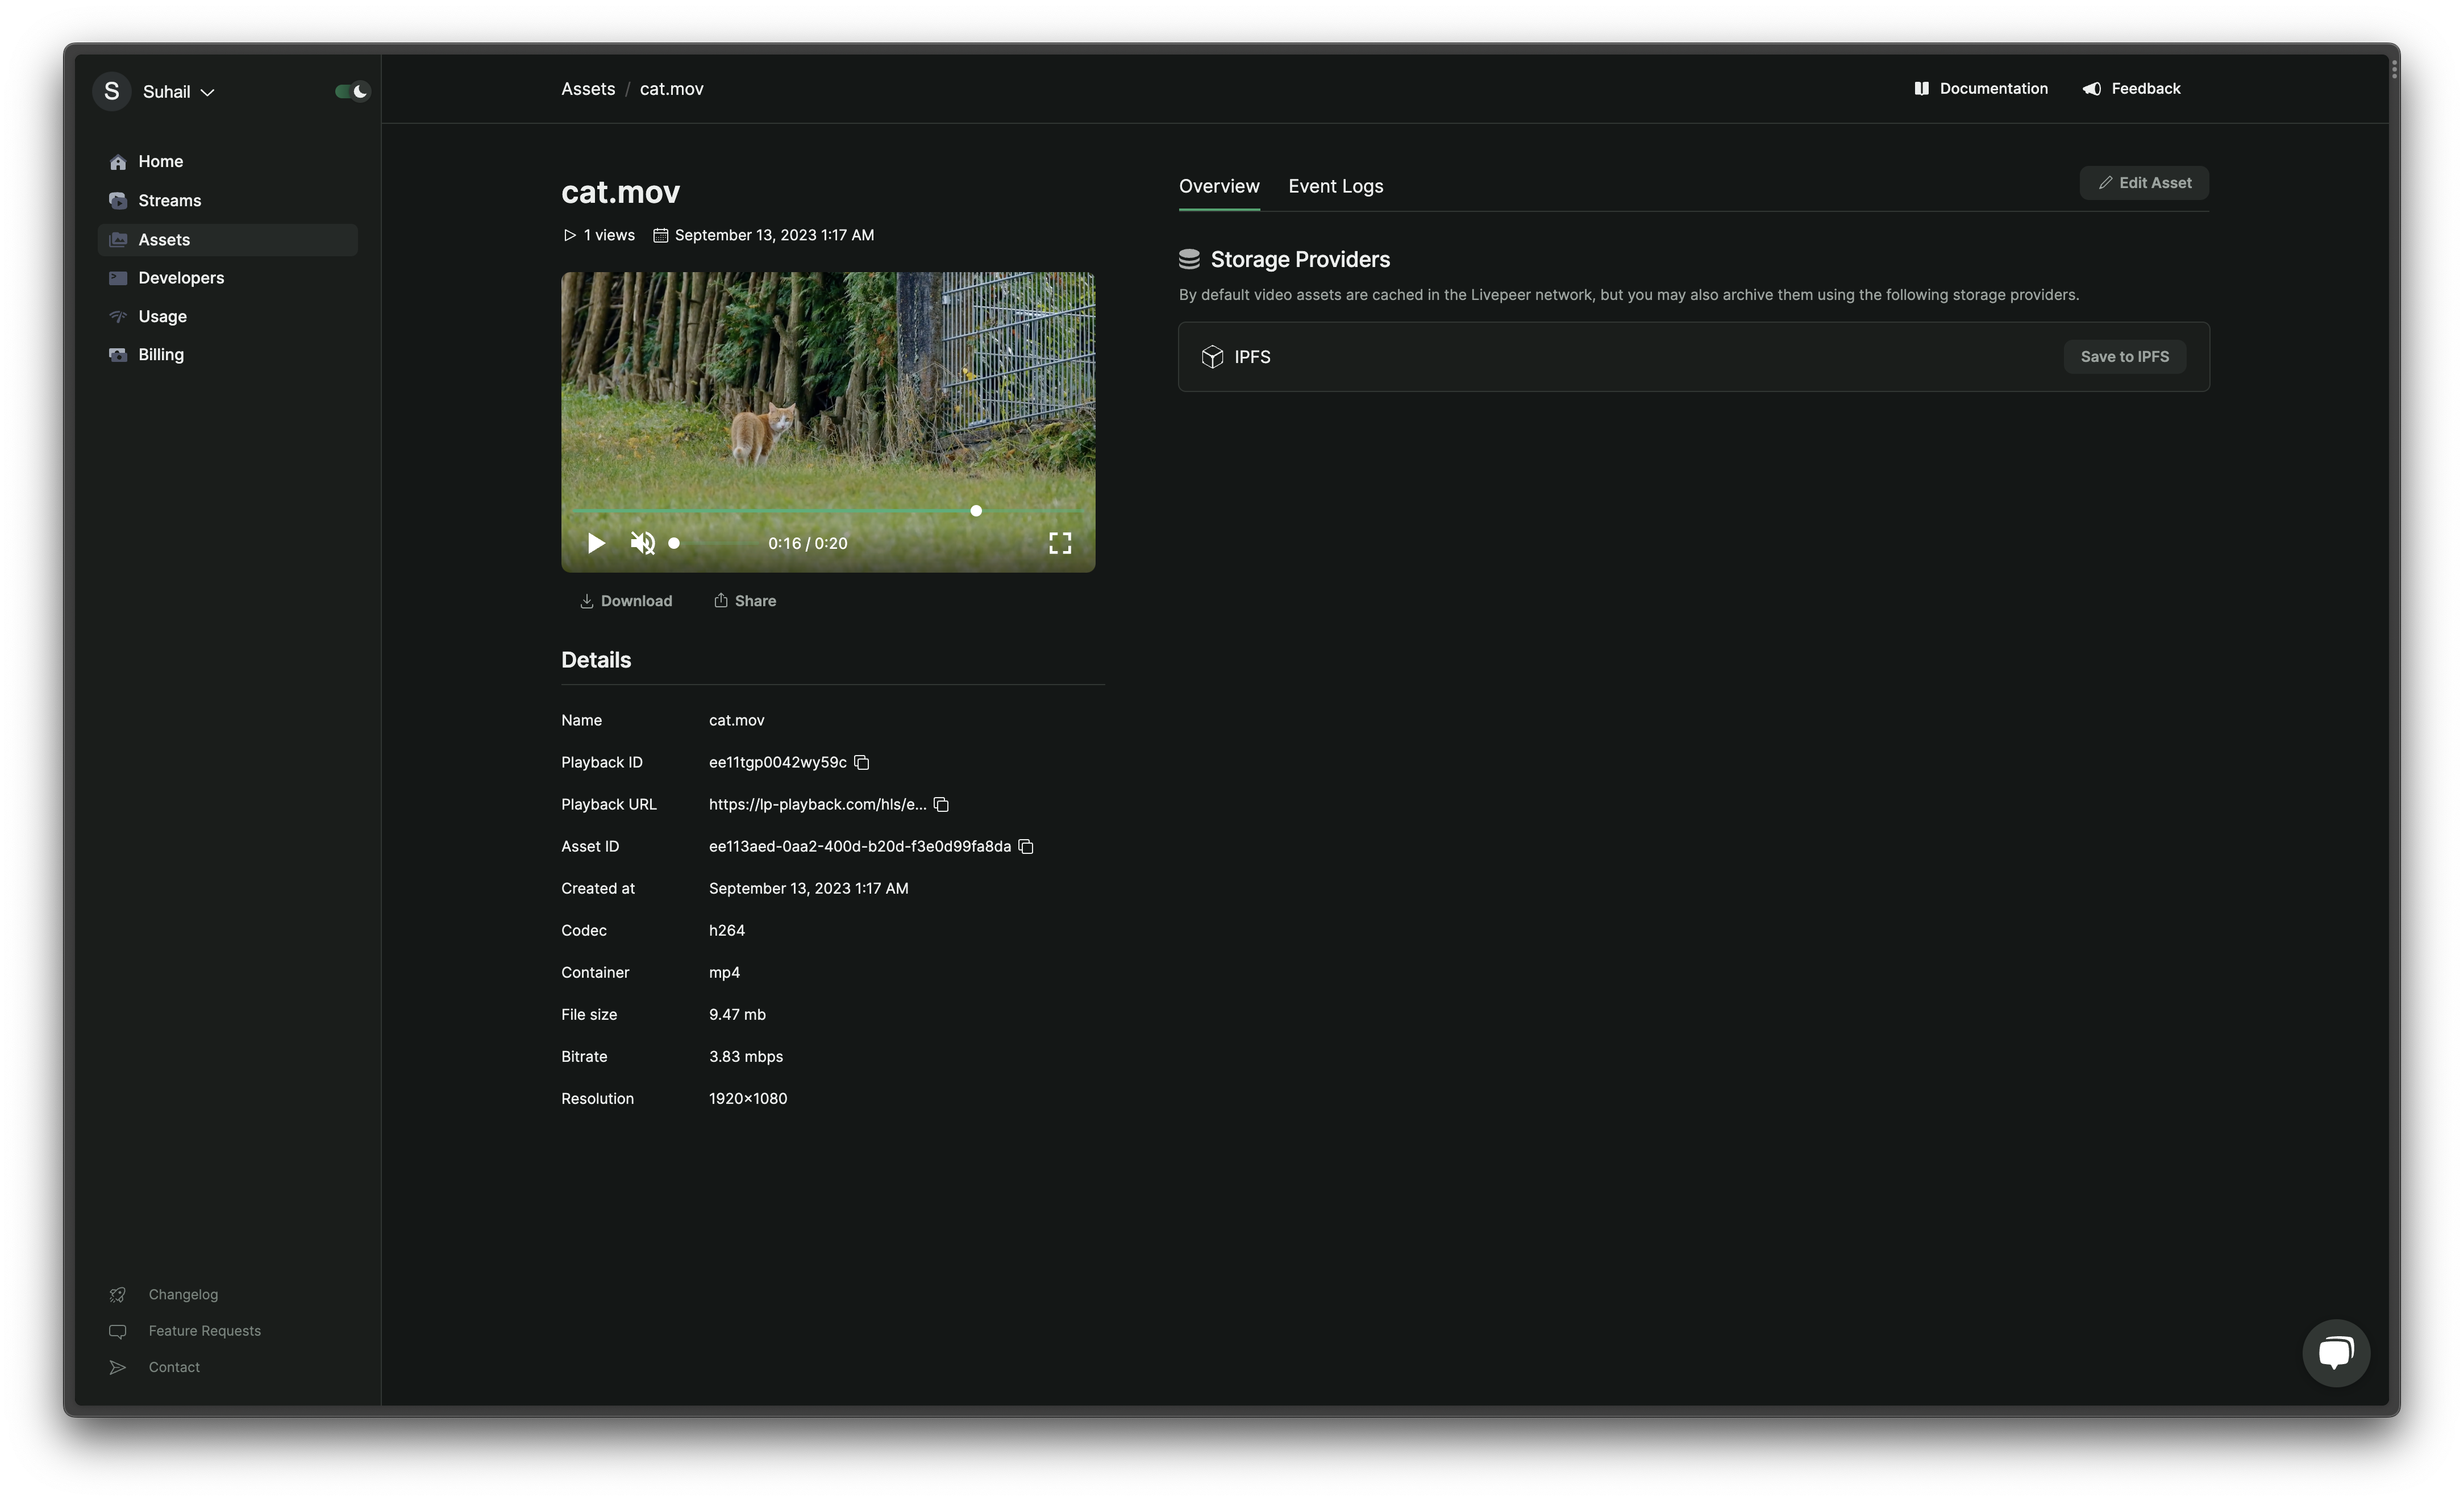 S Suhail
Home
Streams
Assets
Developers
Usage
Billing
Changelog
Feature Requests
Contact
Assets / cat.mov
Documentation
Feedback
cat.mov
1 views September 13, 2023 1:17 AM
0:16 / 0:20
Download
Share
Details
Name cat.mov
Playback ID ee11tgp0042wy59c
Playback URL https://lp-playback.com/hls/e...
Asset ID ee113aed-0aa2-400d-b20d-f3e0d99fa8da
Created at September 13, 2023 1:17 AM
Codec h264
Container mp4
File size 9.47 mb
Bitrate 3.83 mbps
Resolution 1920×1080
Overview Event Logs
Edit Asset
Storage Providers
By default video assets are cached in the Livepeer network, but you may also archive them using the following storage providers.
IPFS
Save to IPFS